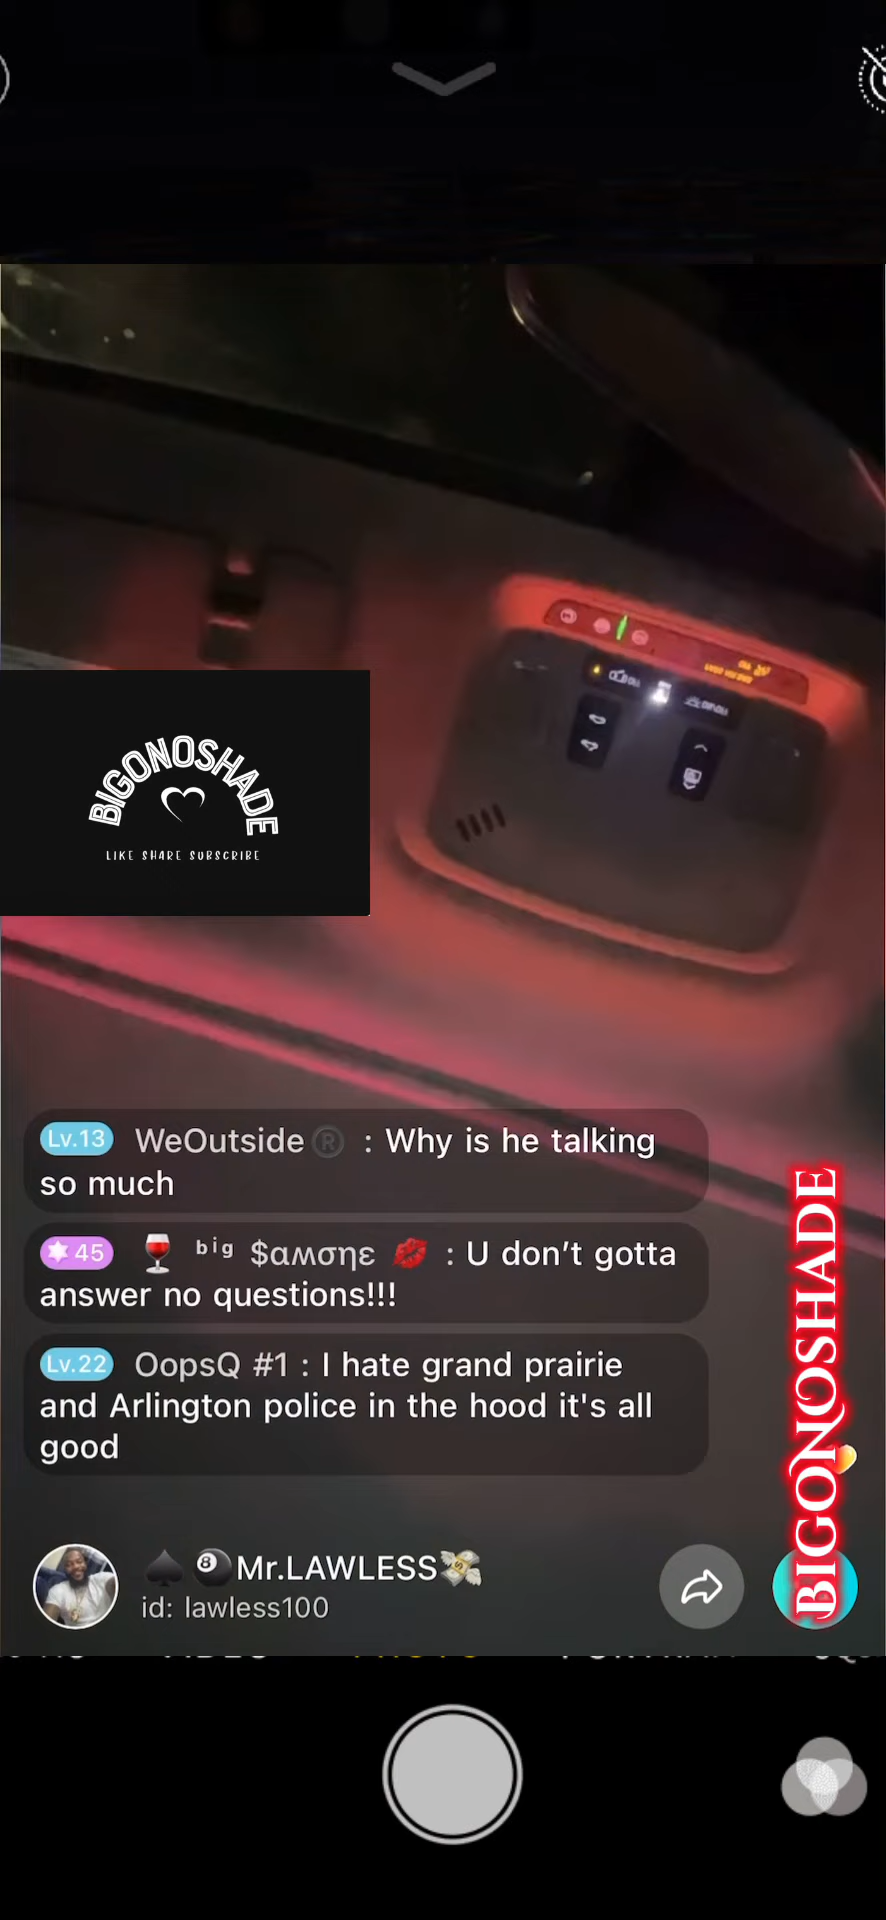 BIGONOSHADE
LIKE SHARE SUBSCRIBE
Lv.13 WeOutside® : Why is he talking
so much
45 🍷 ᵇⁱᵍ $αмσηε 💋 : U don’t gotta
answer no questions!!!
Lv.22 OopsQ #1 : I hate grand prairie
and Arlington police in the hood it's all
good
♠️🎱Mr.LAWLESS💸
id: lawless100
BIGONOSHADE